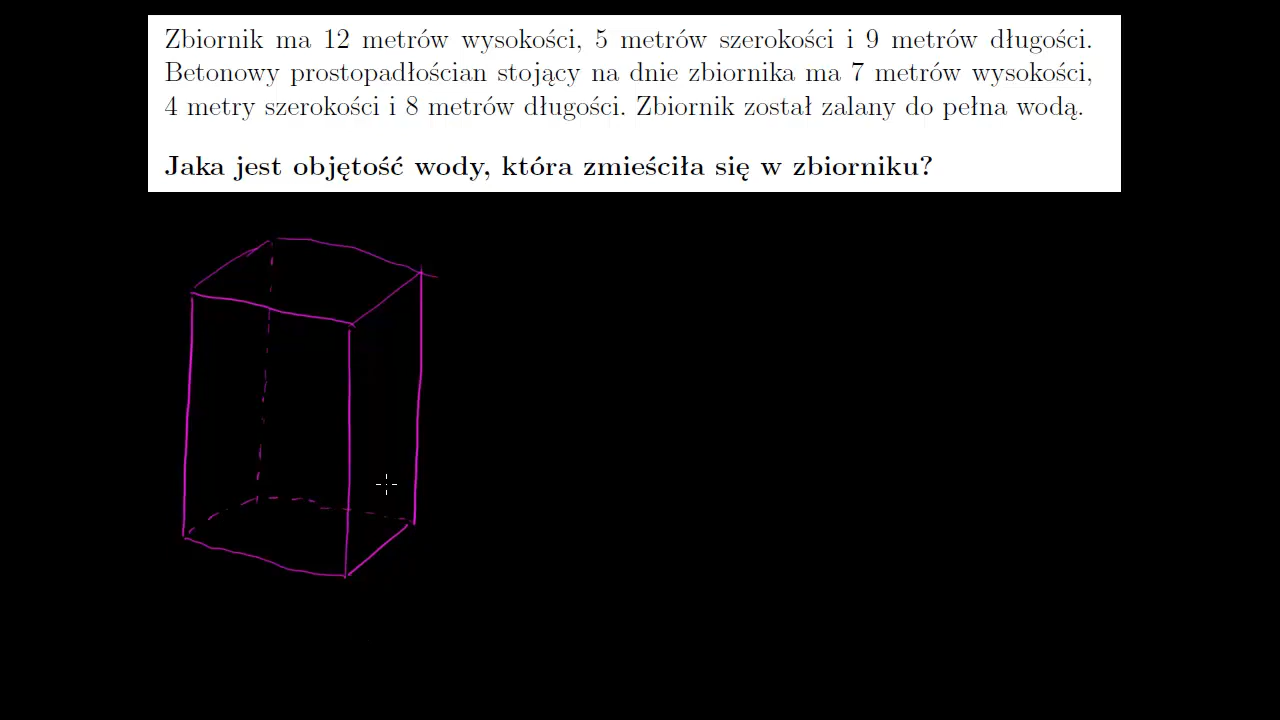 Zbiornik ma 12 metrów wysokości, 5 metrów szerokości i 9 metrów długości.
Betonowy prostopadłościan stojący na dnie zbiornika ma 7 metrów wysokości,
4 metry szerokości i 8 metrów długości. Zbiornik został zalany do pełna wodą.
Jaka jest objętość wody, która zmieściła się w zbiorniku?